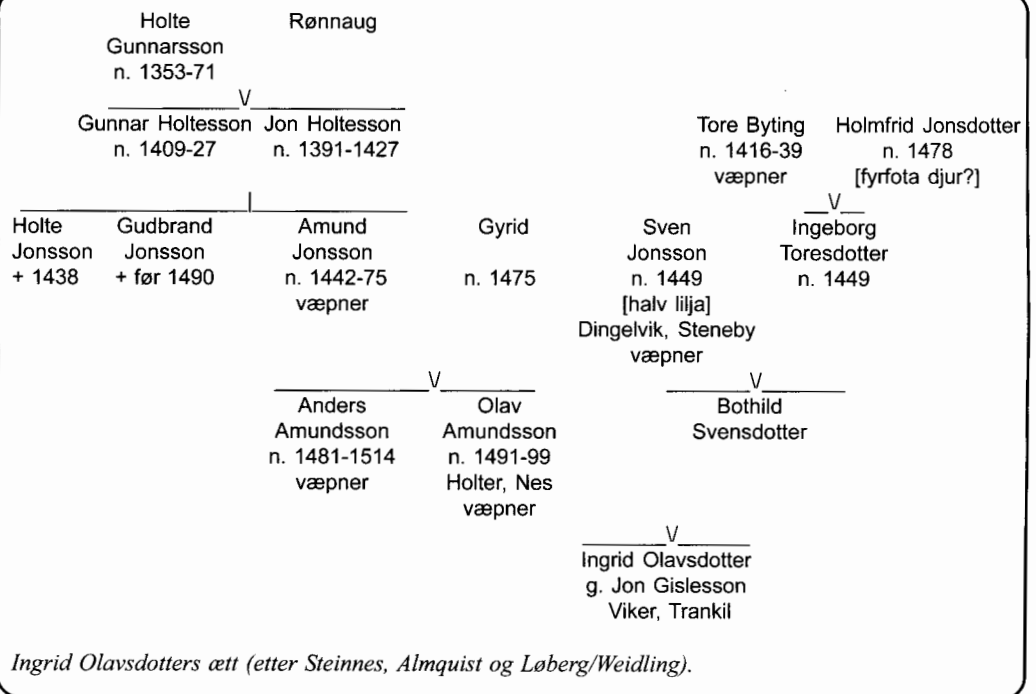 Holte Rønnaug
Gunnarsson
n. 1353-71
Gunnar Holtesson Jon Holtesson
n. 1409-27 n. 1391-1427
Tore Byting Holmfrid Jonsdotter
n. 1416-39 n. 1478
væpner [fyrfota djur?]
Holte Gudbrand Amund Gyrid Sven Ingeborg
Jonsson Jonsson Jonsson Jonsson Toresdotter
+ 1438 + før 1490 n. 1442-75 n. 1475 n. 1449 n. 1449
væpner [halv lilja]
Dingelvik, Steneby
væpner
Anders Olav Bothild
Amundsson Amundsson Svensdotter
n. 1481-1514 n. 1491-99
væpner Holter, Nes
væpner
Ingrid Olavsdotter
g. Jon Gislesson
Viker, Trankil
Ingrid Olavsdotters ætt (etter Steinnes, Almquist og Løberg/Weidling).